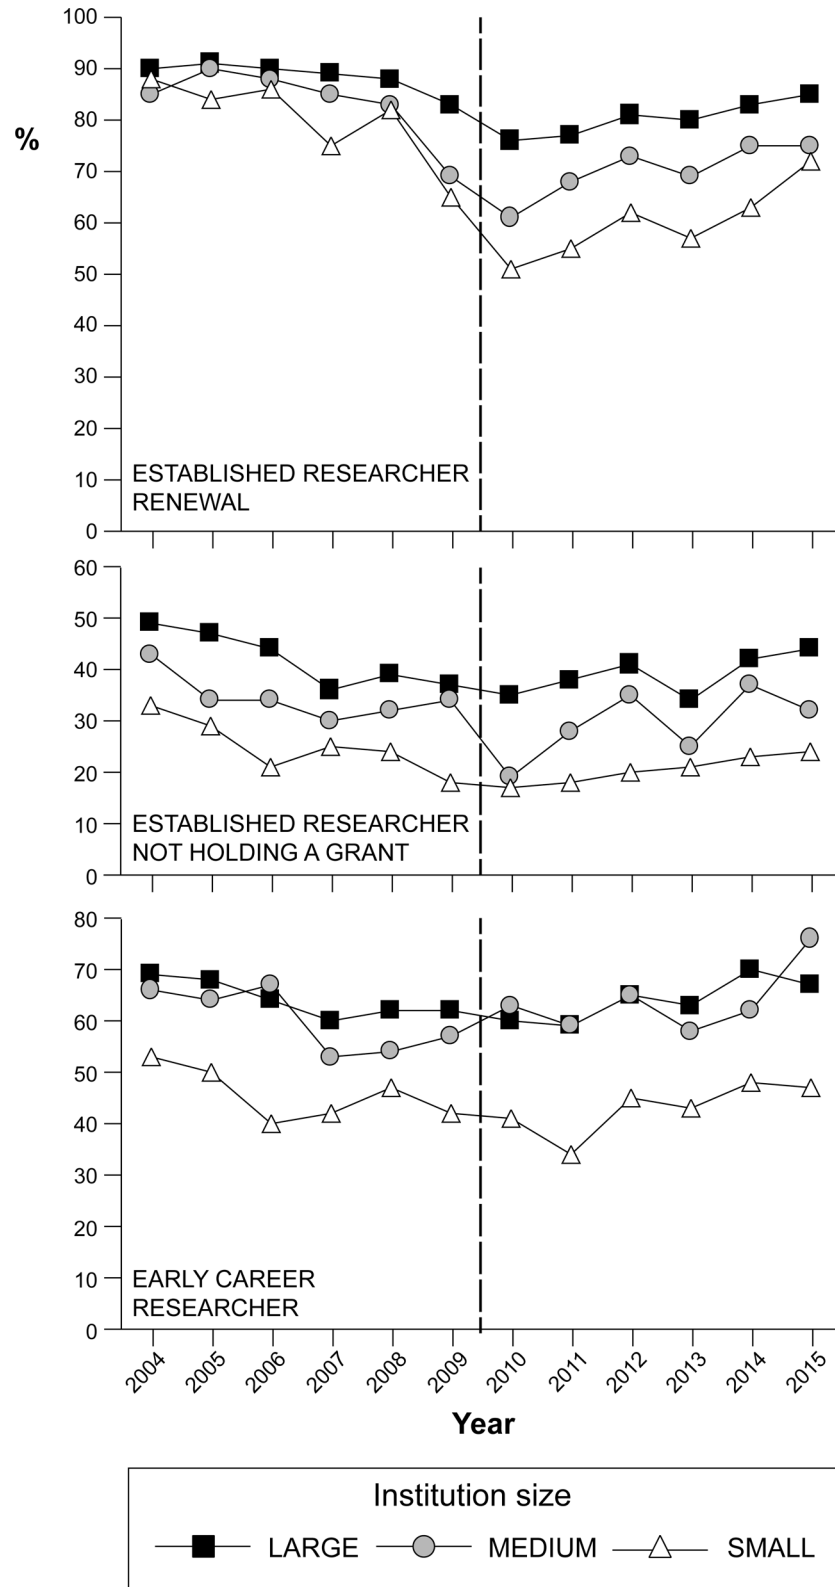 100
90
%
80
70
60
50
40
30
20
10
0
ESTABLISHED RESEARCHER
RENEWAL
60
50
40
30
20
10
0
ESTABLISHED RESEARCHER
NOT HOLDING A GRANT
80
70
60
50
40
30
20
10
0
EARLY CAREER
RESEARCHER
2004 2005 2006 2007 2008 2009 2010 2011 2012 2013 2014 2015
Year
Institution size
LARGE MEDIUM SMALL